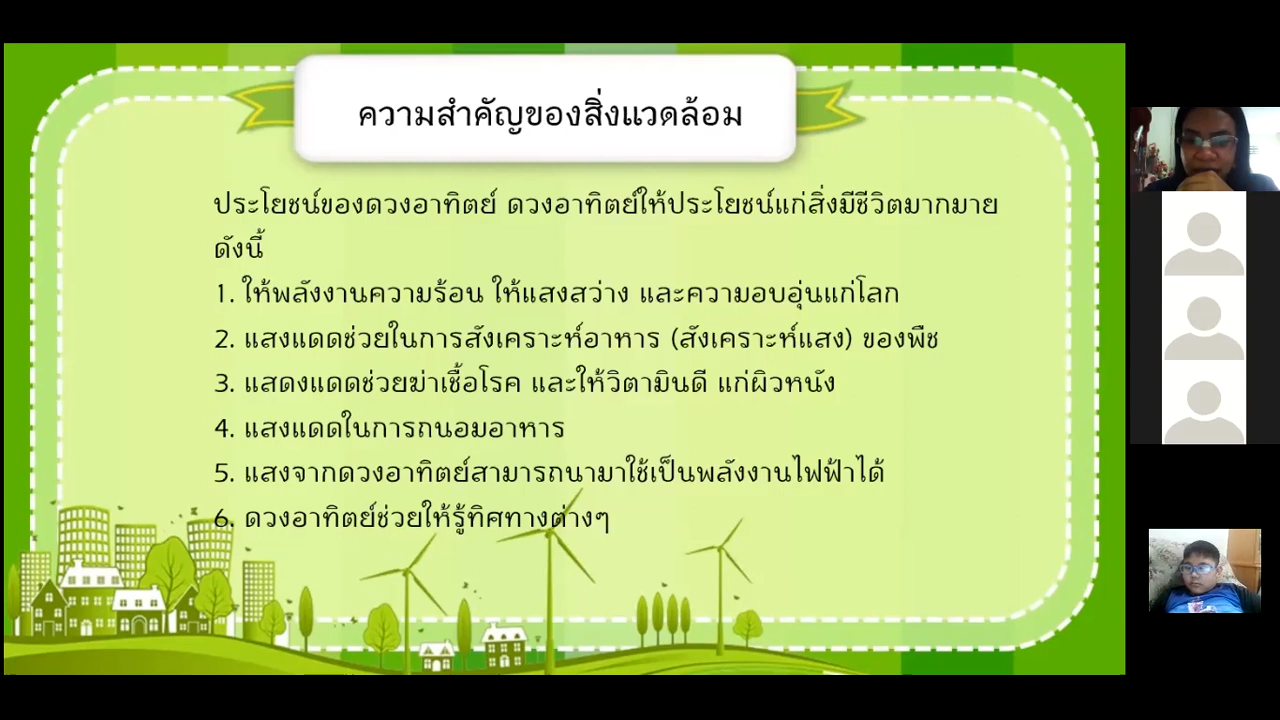 ความสำคัญของสิ่งแวดล้อม
ประโยชน์ของดวงอาทิตย์ ดวงอาทิตย์ให้ประโยชน์แก่สิ่งมีชีวิตมากมาย
ดังนี้
1. ให้พลังงานความร้อน ให้แสงสว่าง และความอบอุ่นแก่โลก
2. แสงแดดช่วยในการสังเคราะห์อาหาร (สังเคราะห์แสง) ของพืช
3. แสดงแดดช่วยฆ่าเชื้อโรค และให้วิตามินดี แก่ผิวหนัง
4. แสงแดดในการถนอมอาหาร
5. แสงจากดวงอาทิตย์สามารถนามาใช้เป็นพลังงานไฟฟ้าได้
6. ดวงอาทิตย์ช่วยให้รู้ทิศทางต่างๆ